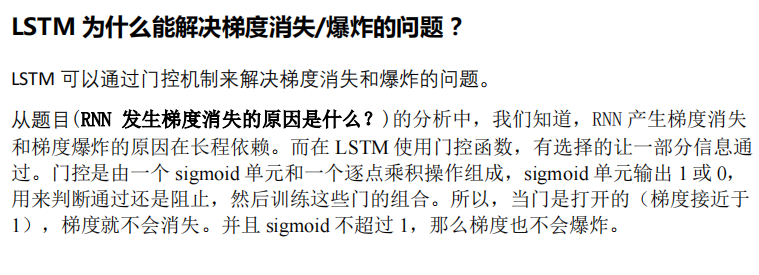 LSTM 为什么能解决梯度消失/爆炸的问题？
LSTM 可以通过门控机制来解决梯度消失和爆炸的问题。
从题目(RNN 发生梯度消失的原因是什么？)的分析中，我们知道，RNN 产生梯度消失
和梯度爆炸的原因在长程依赖。而在 LSTM 使用门控函数，有选择的让一部分信息通
过。门控是由一个 sigmoid 单元和一个逐点乘积操作组成，sigmoid 单元输出 1 或 0，
用来判断通过还是阻止，然后训练这些门的组合。所以，当门是打开的（梯度接近于
1），梯度就不会消失。并且 sigmoid 不超过 1，那么梯度也不会爆炸。